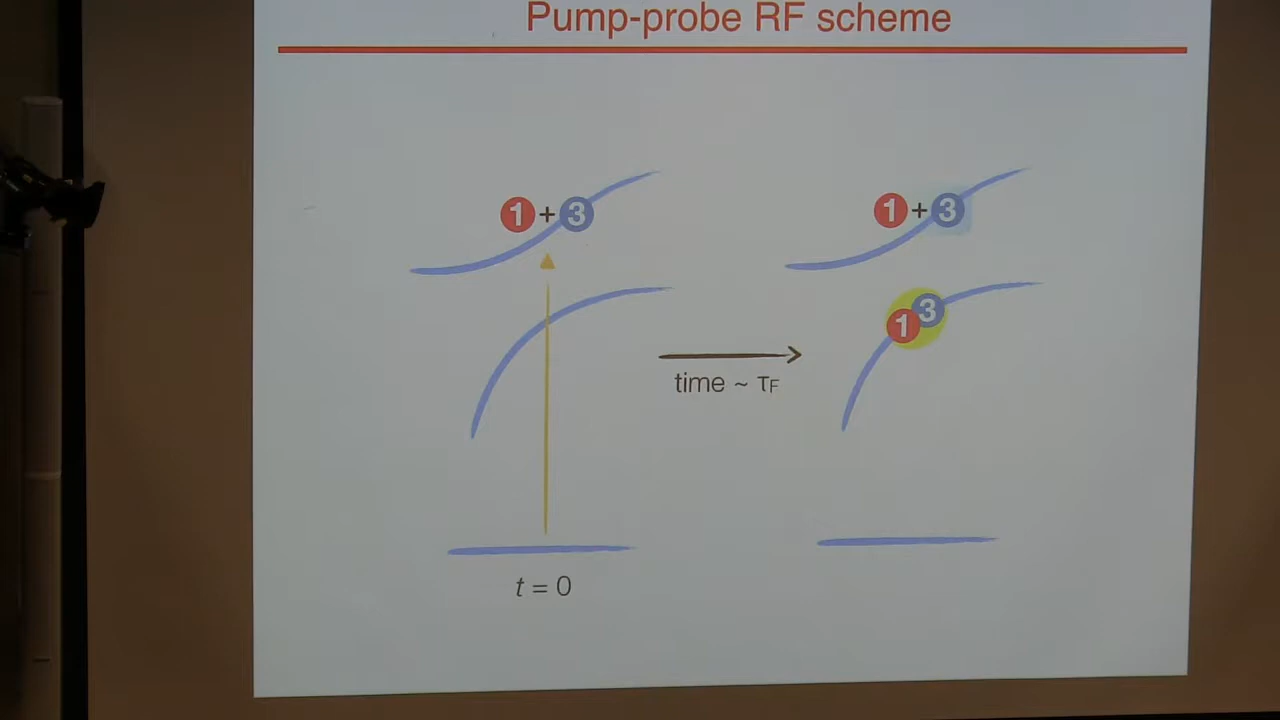 Pump-probe RF scheme
1 + 3
1 + 3
1 3
time ~ τF
t = 0